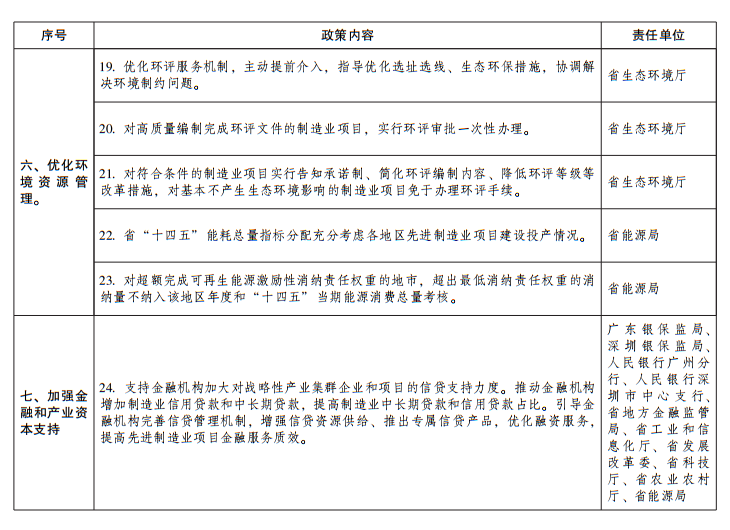 序号
政策内容
责任单位
六、优化环
境资源管
理。
19. 优化环评服务机制，主动提前介入，指导优化选址选线、生态环保措施，协调解
决环境制约问题。
省生态环境厅
20. 对高质量编制完成环评文件的制造业项目，实行环评审批一次性办理。
省生态环境厅
21. 对符合条件的制造业项目实行告知承诺制、简化环评编制内容、降低环评等级等
改革措施，对基本不产生生态环境影响的制造业项目免于办理环评手续。
省生态环境厅
22. 省“十四五”能耗总量指标分配充分考虑各地区先进制造业项目建设投产情况。
省能源局
23. 对超额完成可再生能源激励性消纳责任权重的地市，超出最低消纳责任权重的消
纳量不纳入该地区年度和“十四五”当期能源消费总量考核。
省能源局
七、加强金
融和产业资
本支持
24. 支持金融机构加大对战略性产业集群企业和项目的信贷支持力度。推动金融机构
增加制造业信用贷款和中长期贷款，提高制造业中长期贷款和信用贷款占比。引导金
融机构完善信贷管理机制，增强信贷资源供给、推出专属信贷产品，优化融资服务，
提高先进制造业项目金融服务质效。
广东银保监局、
深圳银保监局、
人民银行广州分
行、人民银行深
圳市中心支行、
省地方金融监管
局、省工业和信
息化厅、省发展
改革委、省科技
厅、省农业农村
厅、省能源局